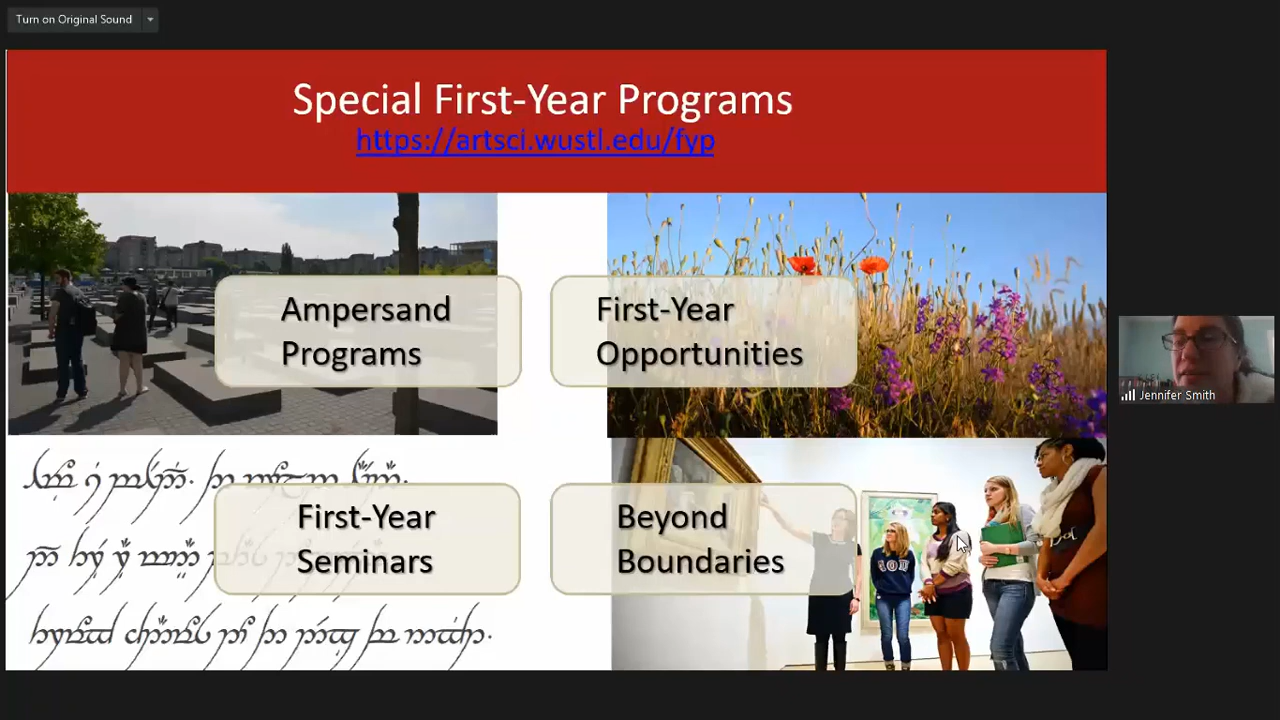 Turn on Original Sound
Special First-Year Programs
https://artsci.wustl.edu/fyp
Ampersand
Programs
First-Year
Opportunities
First-Year
Seminars
Beyond
Boundaries
Jennifer Smith